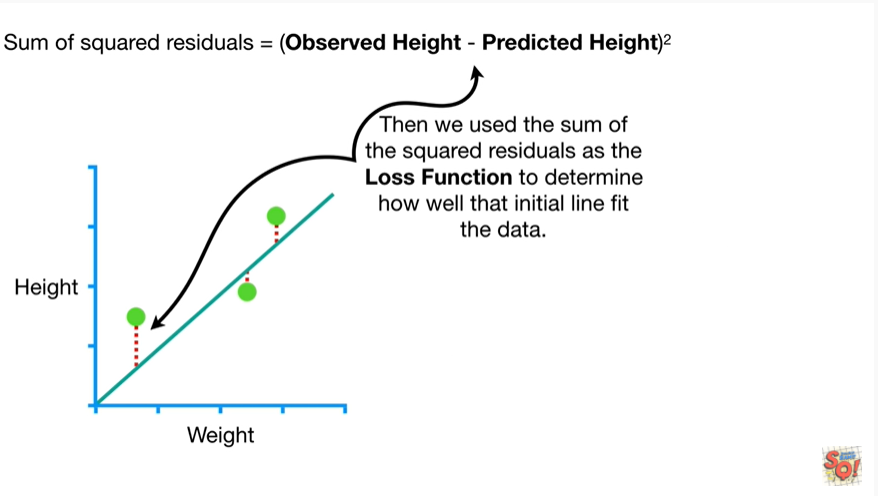 Sum of squared residuals = (Observed Height - Predicted Height)²
Then we used the sum of
the squared residuals as the
Loss Function to determine
how well that initial line fit
the data.
Height
Weight
SQ!